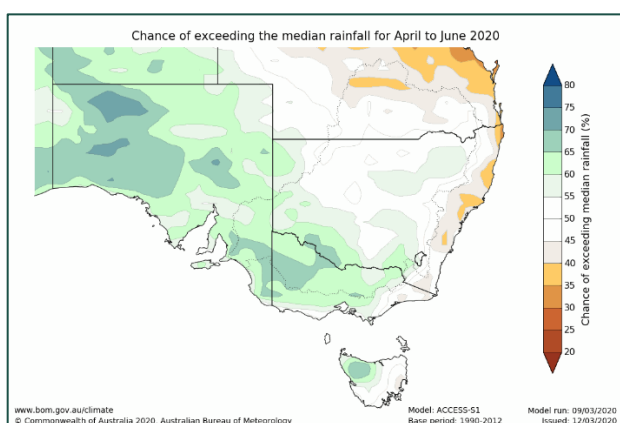 Chance of exceeding the median rainfall for April to June 2020
80
75
70
65
60
55
50
45
40
35
30
25
20
Chance of exceeding median rainfall (%)
www.bom.gov.au/climate
© Commonwealth of Australia 2020, Australian Bureau of Meteorology
Model: ACCESS-S1
Base period: 1990-2012
Model run: 09/03/2020
Issued: 12/03/2020